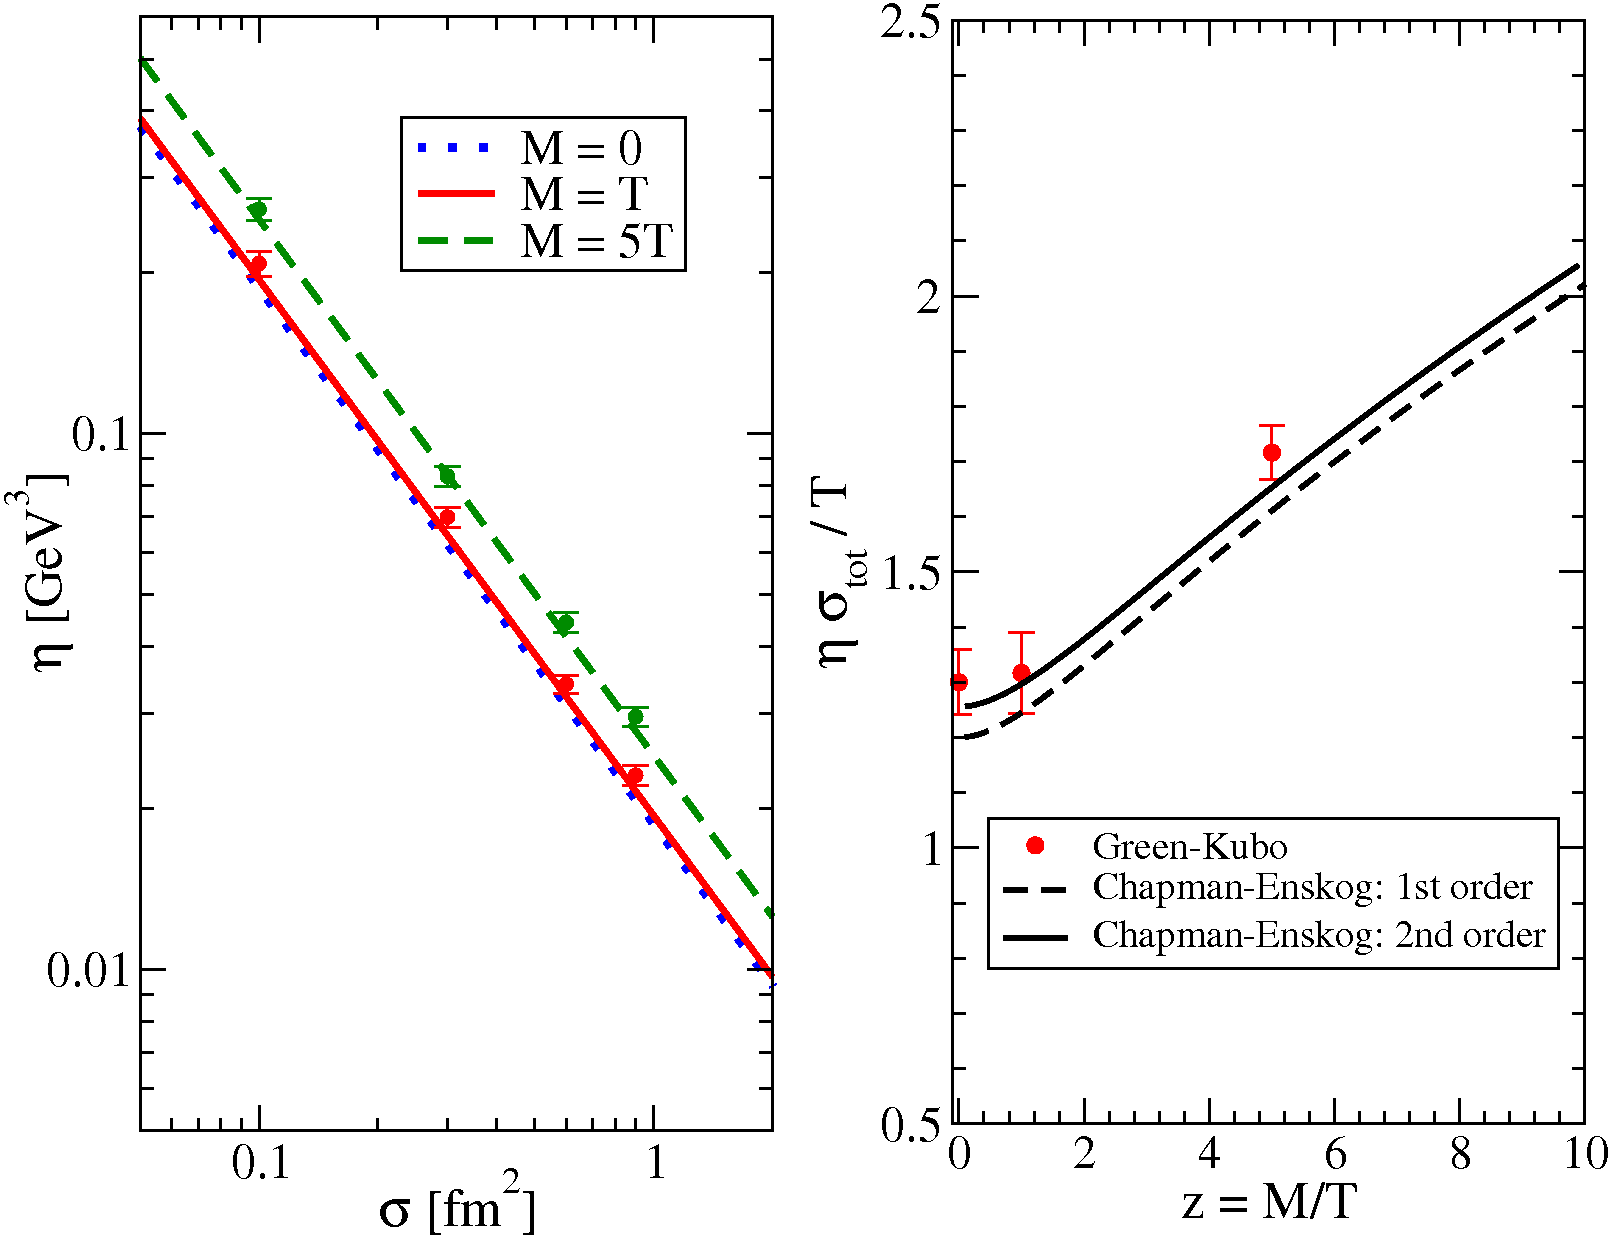 η [GeV³]
0.1
0.01
M = 0
M = T
M = 5T
0.1
1
σ [fm²]
η σ_tot / T
2.5
2
1.5
1
0.5
Green-Kubo
Chapman-Enskog: 1st order
Chapman-Enskog: 2nd order
0 2 4 6 8 10
z = M/T